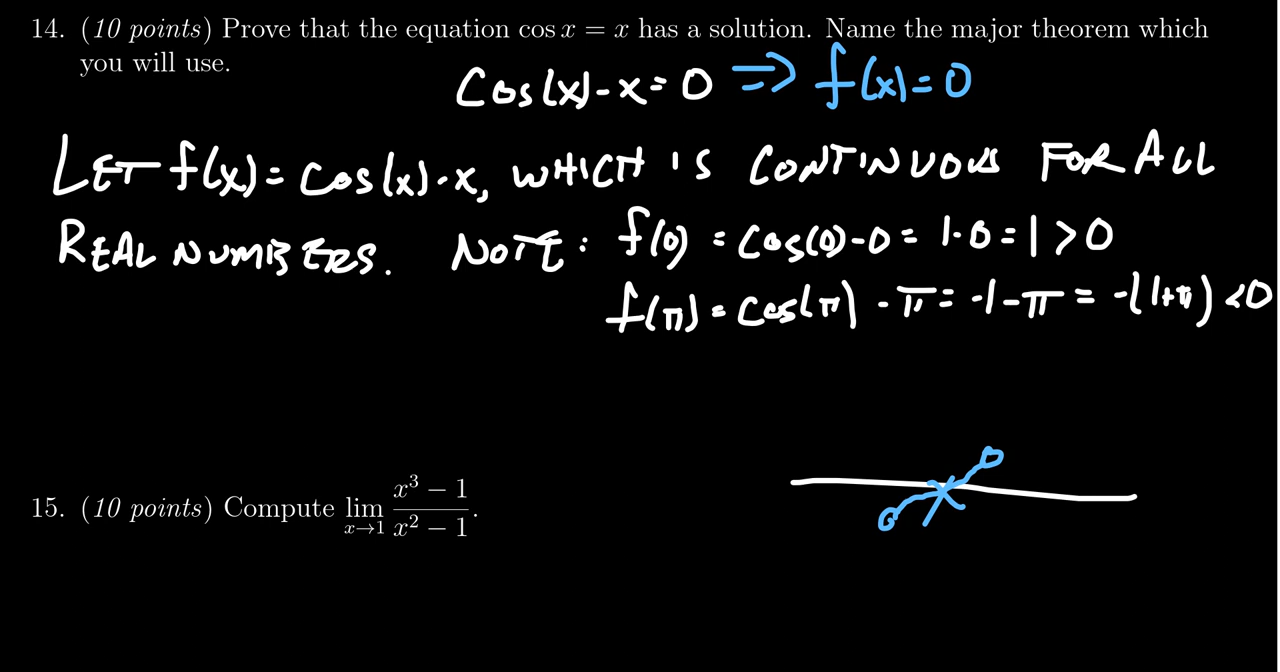 14. (10 points) Prove that the equation cos x = x has a solution. Name the major theorem which
you will use.
Cos(x) - x = 0 ⟹ f(x) = 0
LET f(x) = cos(x) - x, WHICH IS CONTINUOUS FOR ALL
REAL NUMBERS. NOTE: f(0) = cos(0) - 0 = 1 - 0 = 1 > 0
f(π) = cos(π) - π = -1 - π = -(1+π) < 0
15. (10 points) Compute lim_{x→1} (x³ − 1)/(x² − 1).